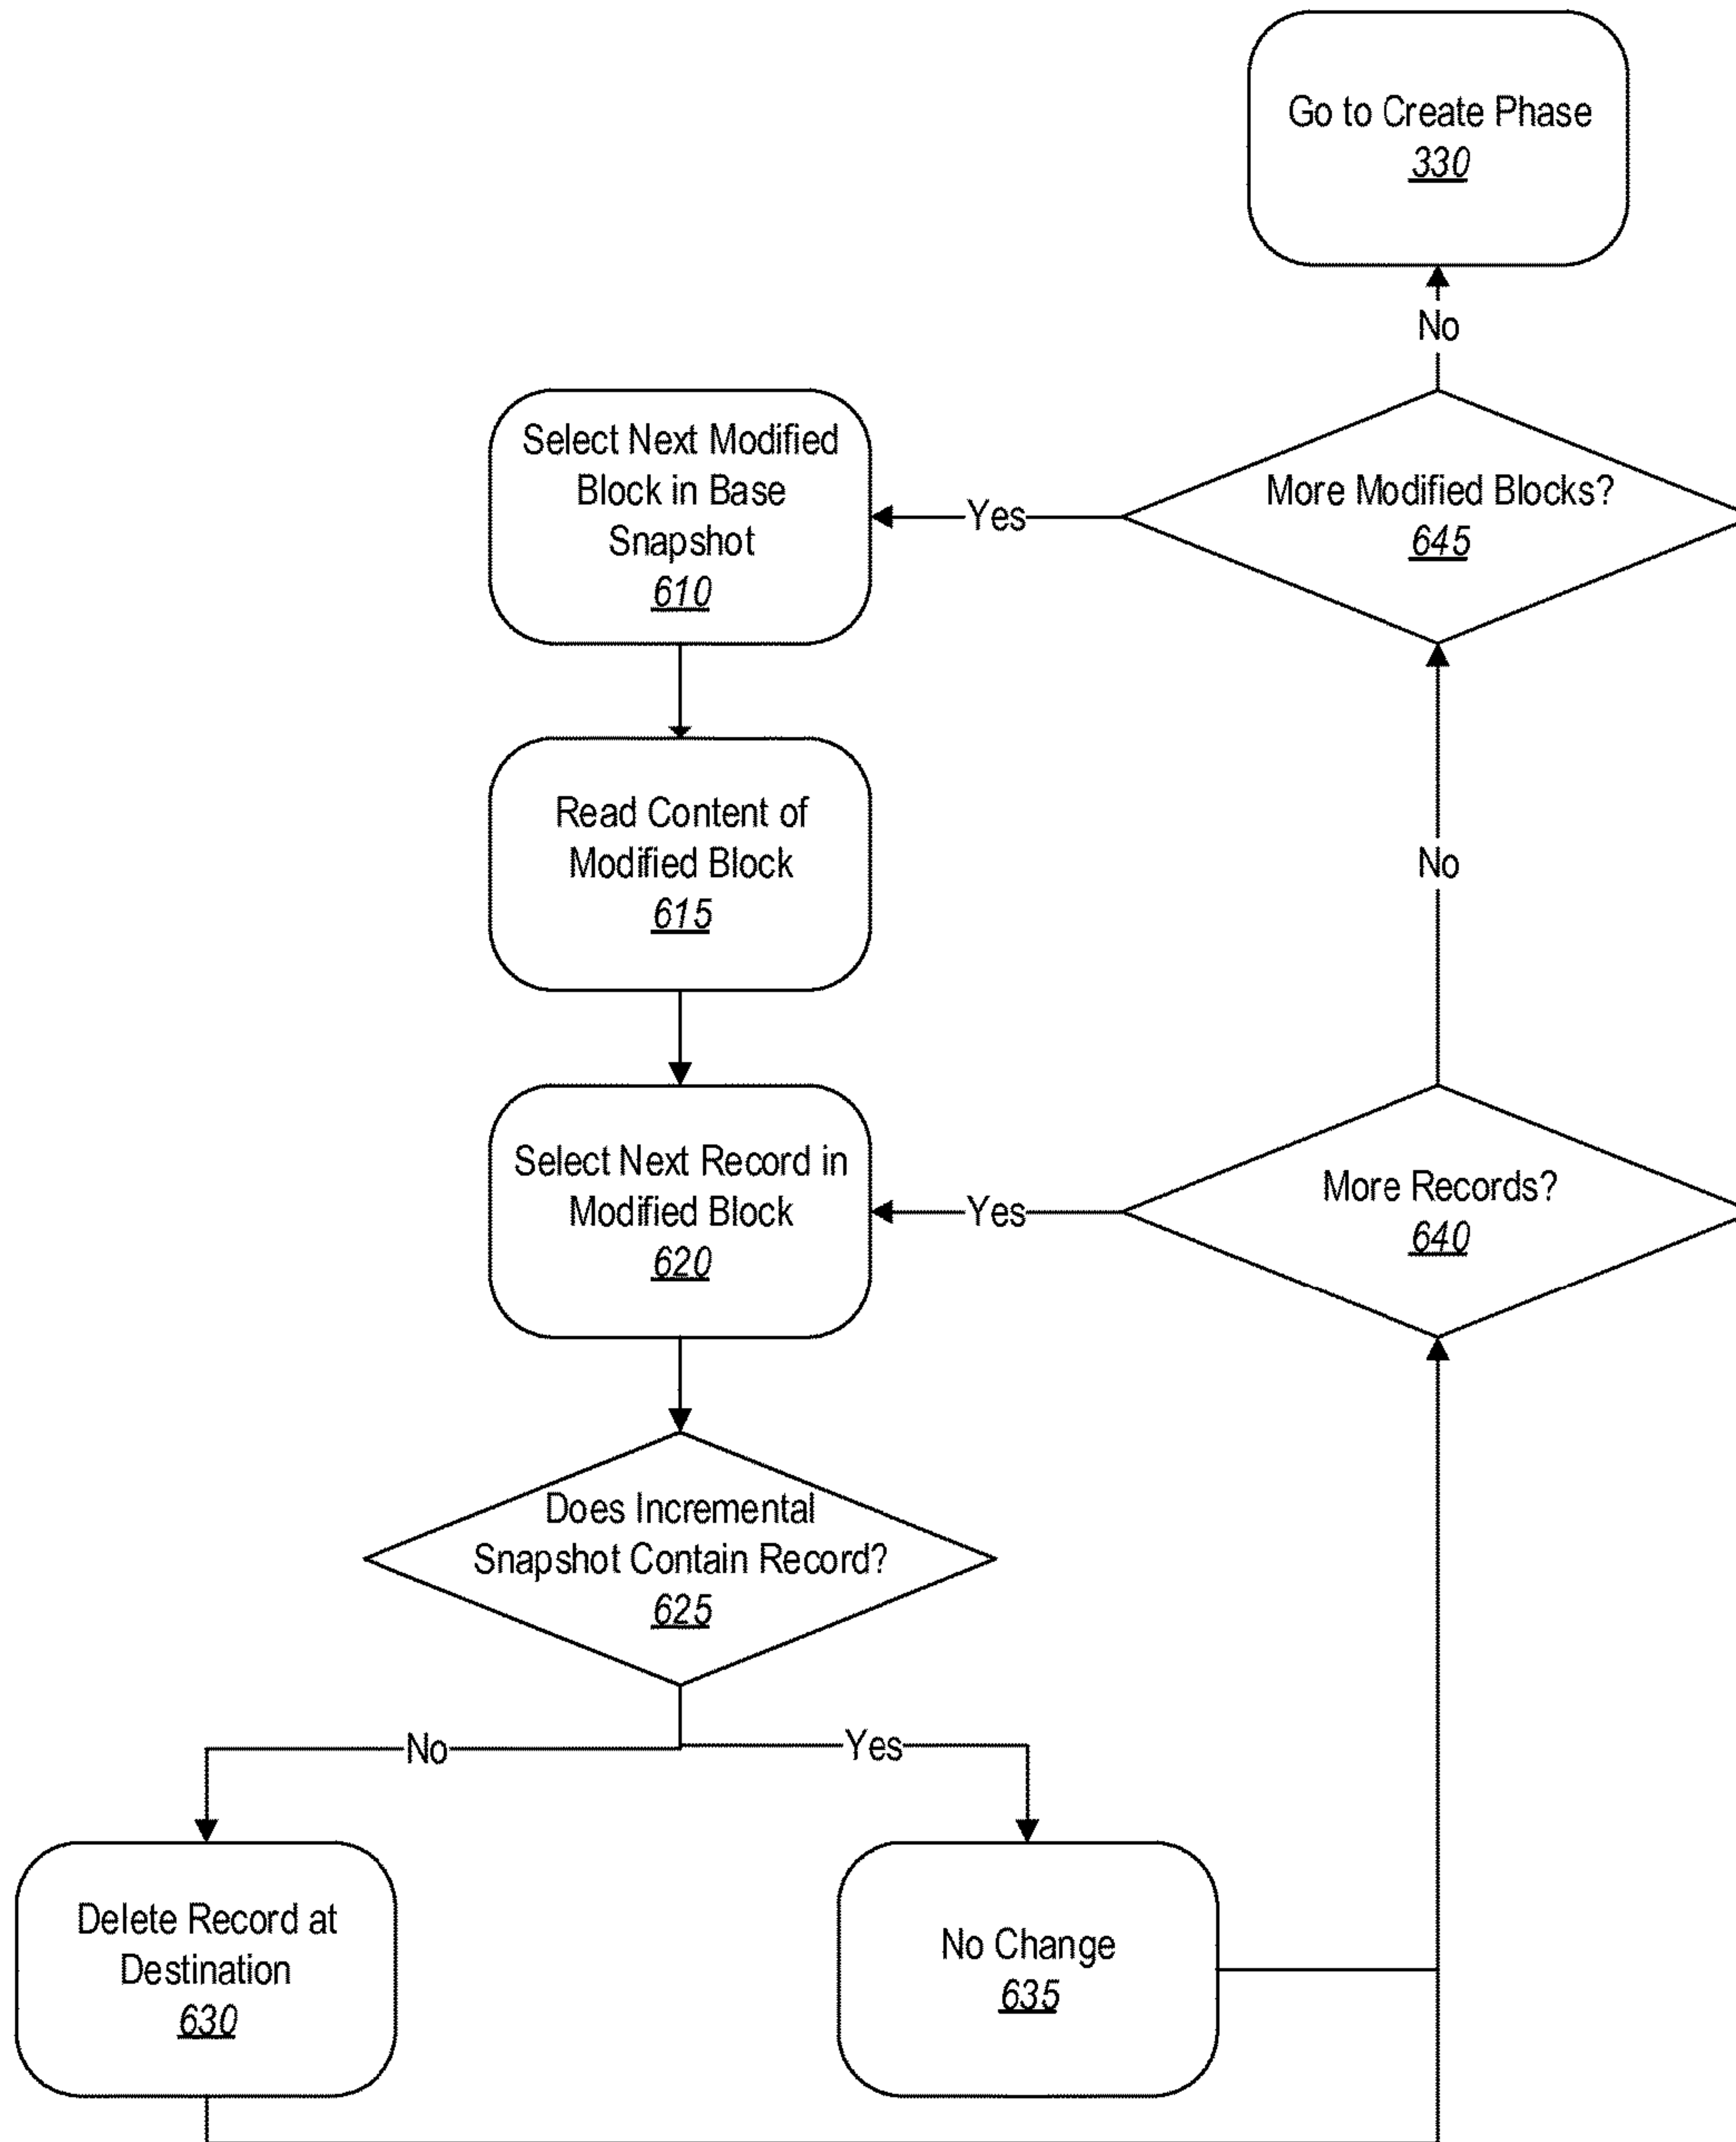 Go to Create Phase
330
No
Select Next Modified
Block in Base
Snapshot
610
Yes
More Modified Blocks?
645
Read Content of
Modified Block
615
No
Select Next Record in
Modified Block
620
Yes
More Records?
640
Does Incremental
Snapshot Contain Record?
625
No
Yes
Delete Record at
Destination
630
No Change
635